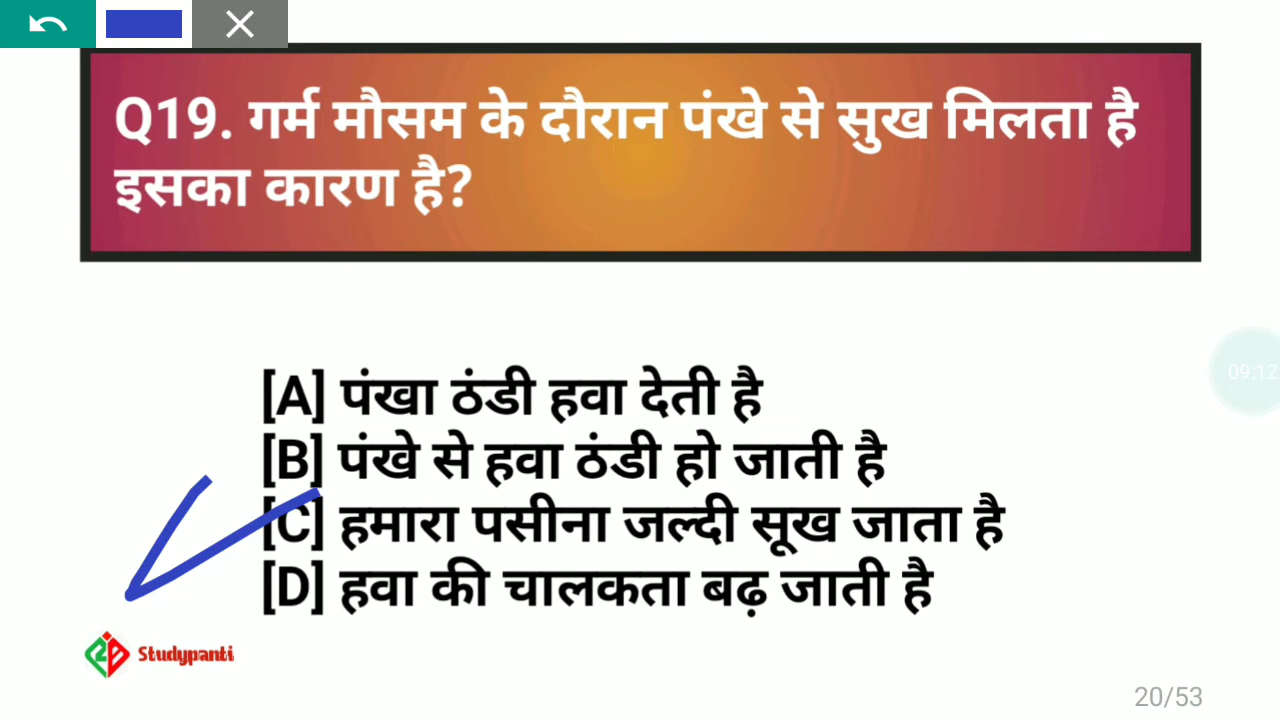 Q19. गर्म मौसम के दौरान पंखे से सुख मिलता है
इसका कारण है?
09:12
[A] पंखा ठंडी हवा देती है
[B] पंखे से हवा ठंडी हो जाती है
[C] हमारा पसीना जल्दी सूख जाता है
[D] हवा की चालकता बढ़ जाती है
Studypanti
20/53